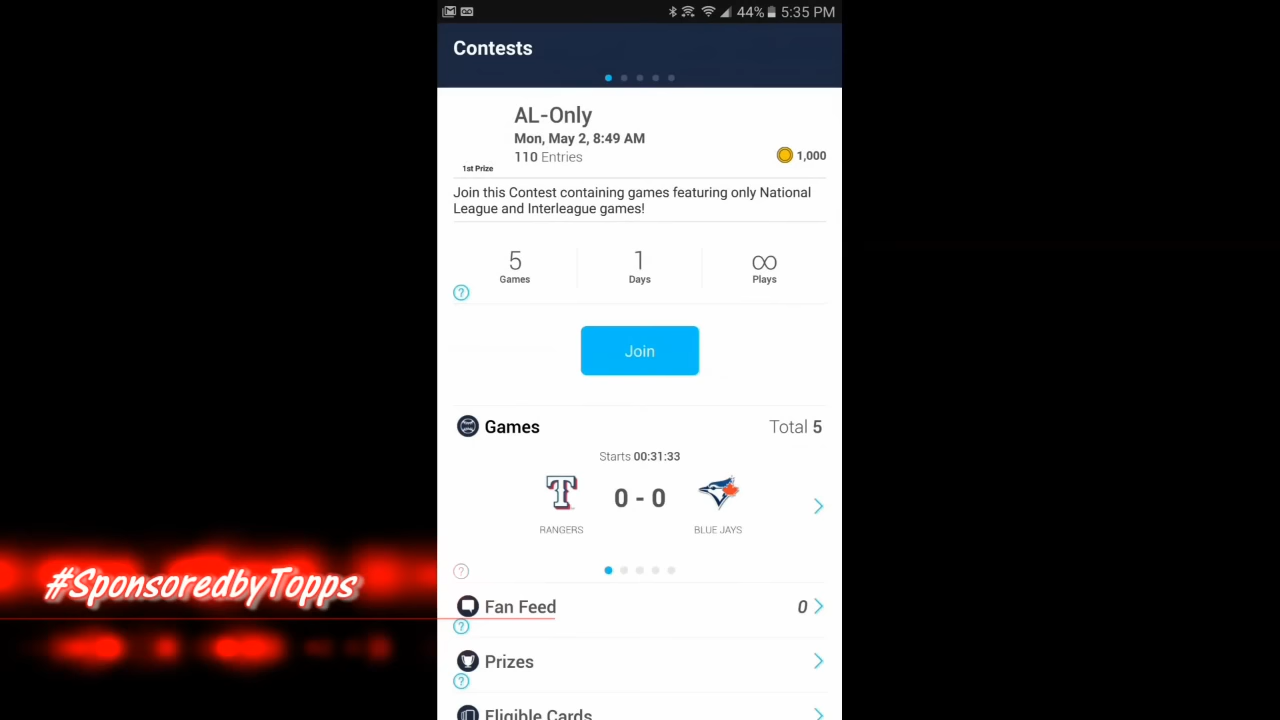 44% 5:35 PM
Contests
AL-Only
Mon, May 2, 8:49 AM
110 Entries
1,000
1st Prize
Join this Contest containing games featuring only National
League and Interleague games!
5
Games
1
Days
∞
Plays
?
Join
Games
Total 5
Starts 00:31:33
T
0 - 0
RANGERS
BLUE JAYS
?
#SponsoredbyTopps
Fan Feed
0
?
Prizes
?
Eligible Cards